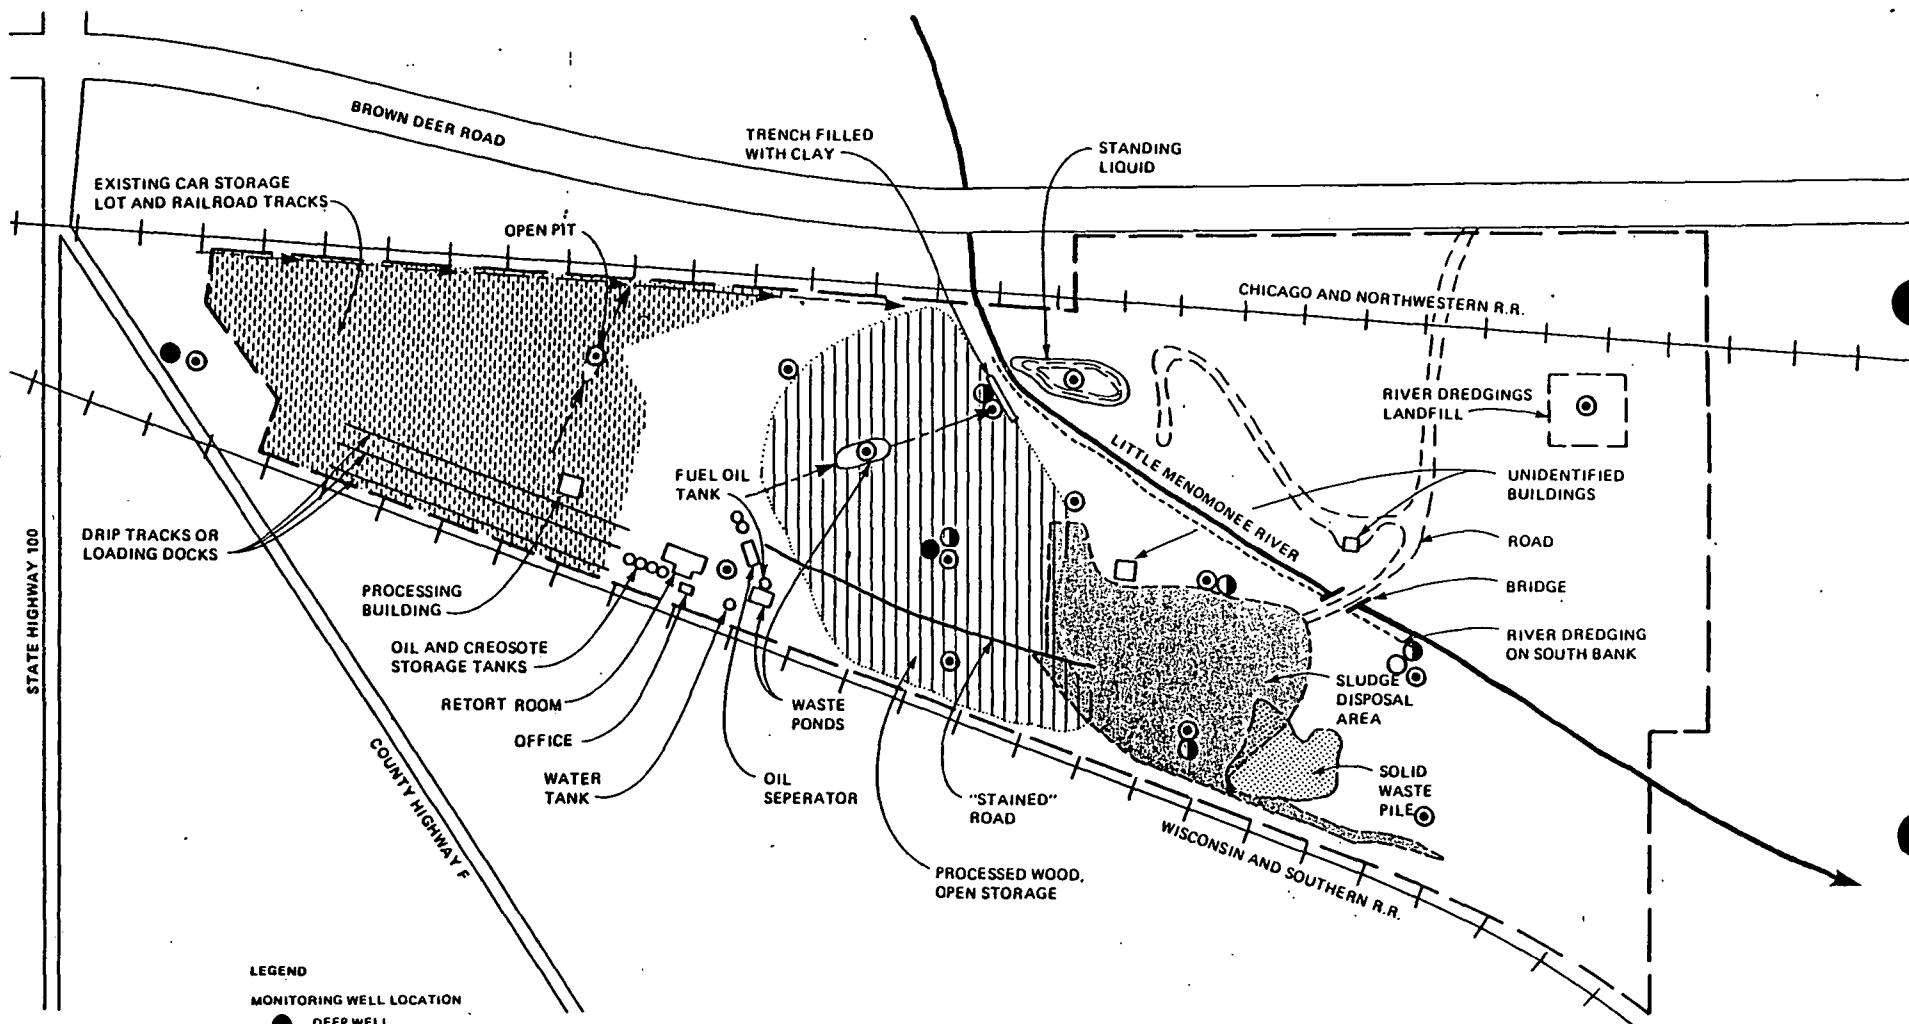 BROWN DEER ROAD
TRENCH FILLED
WITH CLAY
STANDING
LIQUID
EXISTING CAR STORAGE
LOT AND RAILROAD TRACKS
OPEN PIT
CHICAGO AND NORTHWESTERN R.R.
RIVER DREDGINGS
LANDFILL
LITTLE MENOMONEE RIVER
FUEL OIL
TANK
UNIDENTIFIED
BUILDINGS
DRIP TRACKS OR
LOADING DOCKS
ROAD
STATE HIGHWAY 100
PROCESSING
BUILDING
BRIDGE
OIL AND CREOSOTE
STORAGE TANKS
RIVER DREDGING
ON SOUTH BANK
RETORT ROOM
WASTE
PONDS
SLUDGE
DISPOSAL
AREA
OFFICE
COUNTY HIGHWAY F
WATER
TANK
OIL
SEPERATOR
"STAINED"
ROAD
SOLID
WASTE
PILE
WISCONSIN AND SOUTHERN R.R.
PROCESSED WOOD,
OPEN STORAGE
LEGEND
MONITORING WELL LOCATION
DEEP WELL